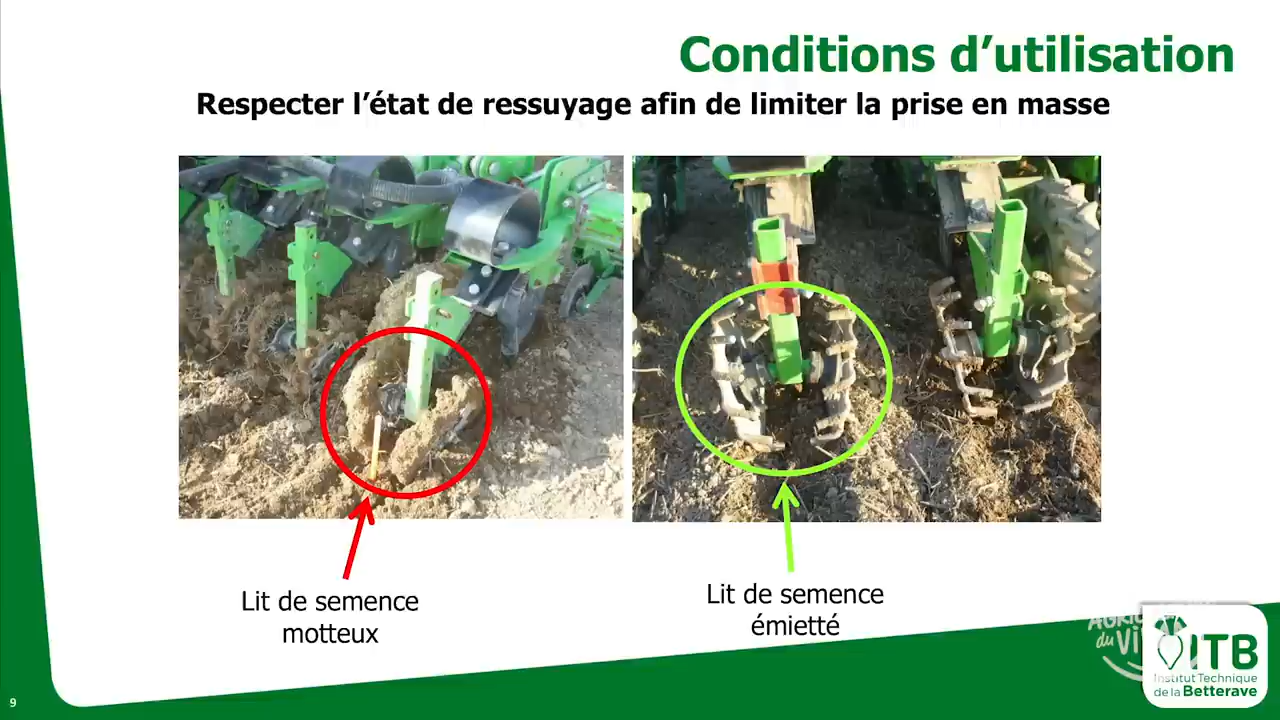 Conditions d’utilisation
Respecter l’état de ressuyage afin de limiter la prise en masse
Lit de semence
motteux
Lit de semence
émietté
du
ITB
Institut Technique
de la Betterave
9